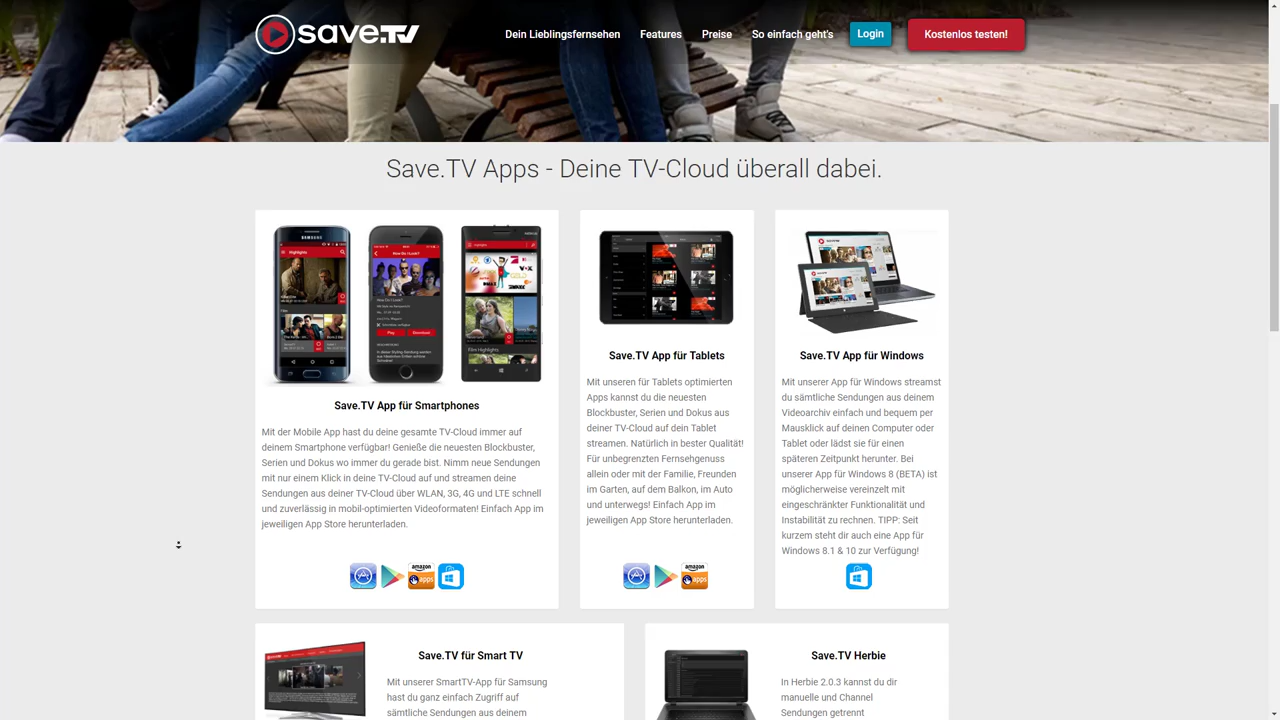 save.TV
Dein Lieblingsfernsehen
Features
Preise
So einfach geht's
Login
Kostenlos testen!
Save.TV Apps - Deine TV-Cloud überall dabei.
Save.TV App für Smartphones
Mit der Mobile App hast du deine gesamte TV-Cloud immer auf
deinem Smartphone verfügbar! Genieße die neuesten Blockbuster,
Serien und Dokus wo immer du gerade bist. Nimm neue Sendungen
mit nur einem Klick in deine TV-Cloud auf und streamen deine
Sendungen aus deiner TV-Cloud über WLAN, 3G, 4G und LTE schnell
und zuverlässig in mobil-optimierten Videoformaten! Einfach App im
jeweiligen App Store herunterladen.
amazon
apps
Save.TV App für Tablets
Mit unseren für Tablets optimierten
Apps kannst du die neuesten
Blockbuster, Serien und Dokus aus
deiner TV-Cloud auf dein Tablet
streamen. Natürlich in bester Qualität!
Für unbegrenzten Fernsehgenuss
allein oder mit der Familie, Freunden
im Garten, auf dem Balkon, im Auto
und unterwegs! Einfach App im
jeweiligen App Store herunterladen.
amazon
apps
Save.TV App für Windows
Mit unserer App für Windows streamst
du sämtliche Sendungen aus deinem
Videoarchiv einfach und bequem per
Mausklick auf deinen Computer oder
Tablet oder lädst sie für einen
späteren Zeitpunkt herunter. Bei
unserer App für Windows 8 (BETA) ist
möglicherweise vereinzelt mit
eingeschränkter Funktionalität und
Instabilität zu rechnen. TIPP: Seit
kurzem steht dir auch eine App für
Windows 8.1 & 10 zur Verfügung!
Save.TV für Smart TV
Mit unserer SmartTV-App für Samsung
hast du ganz einfach Zugriff auf
sämtliche Sendungen aus deinem
Save.TV Herbie
In Herbie 2.0.3 kannst du dir
manuelle und Channel
Sendungen getrennt